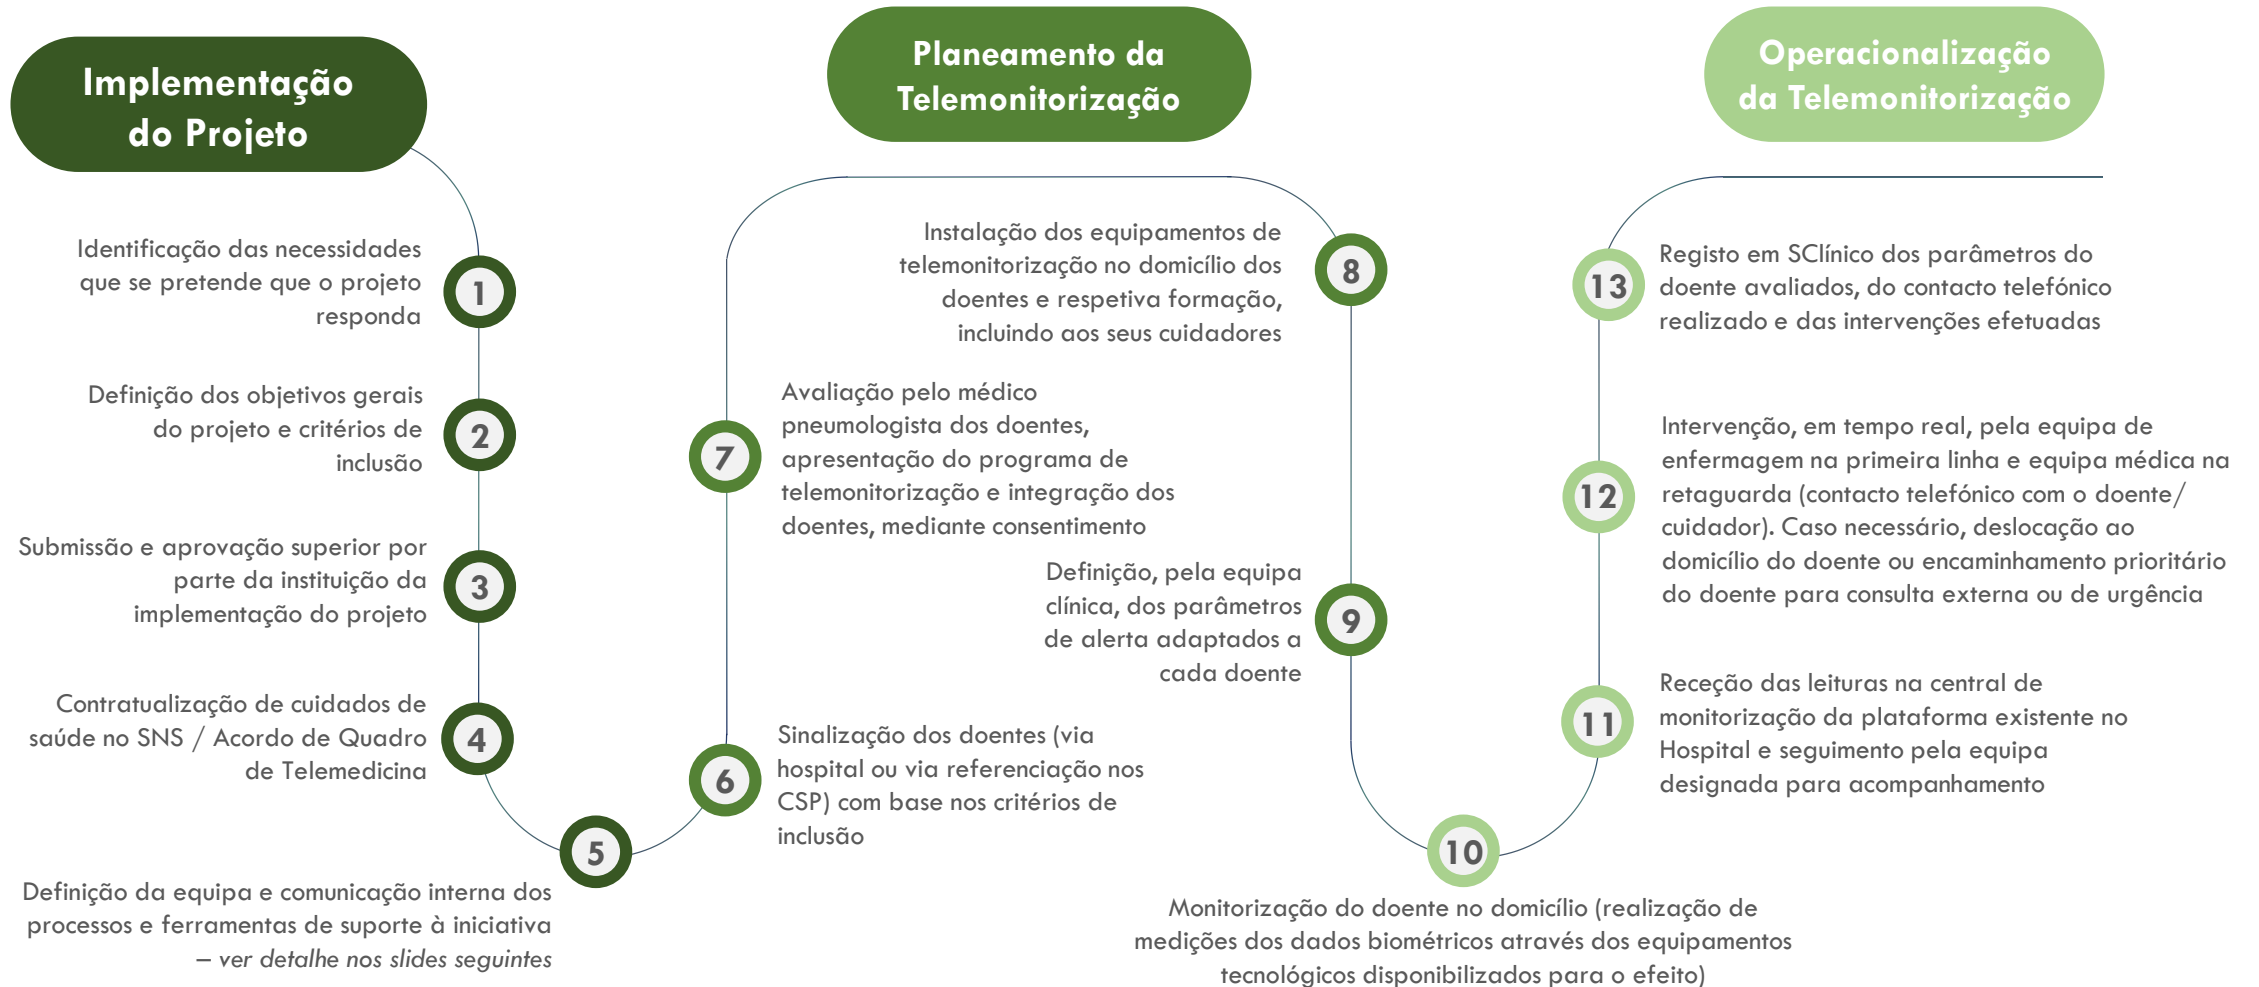 Implementação
do Projeto
1
Identificação das necessidades
que se pretende que o projeto
responda
2
Definição dos objetivos gerais
do projeto e critérios de
inclusão
3
Submissão e aprovação superior por
parte da instituição da
implementação do projeto
4
Contratualização de cuidados de
saúde no SNS / Acordo de Quadro
de Telemedicina
5
Definição da equipa e comunicação interna dos
processos e ferramentas de suporte à iniciativa
– ver detalhe nos slides seguintes
Planeamento da
Telemonitorização
6
Sinalização dos doentes (via
hospital ou via referenciação nos
CSP) com base nos critérios de
inclusão
7
Avaliação pelo médico
pneumologista dos doentes,
apresentação do programa de
telemonitorização e integração dos
doentes, mediante consentimento
8
Instalação dos equipamentos de
telemonitorização no domicílio dos
doentes e respetiva formação,
incluindo aos seus cuidadores
9
Definição, pela equipa
clínica, dos parâmetros
de alerta adaptados a
cada doente
Operacionalização
da Telemonitorização
10
Monitorização do doente no domicílio (realização de
medições dos dados biométricos através dos equipamentos
tecnológicos disponibilizados para o efeito)
11
Receção das leituras na central de
monitorização da plataforma existente no
Hospital e seguimento pela equipa
designada para acompanhamento
12
Intervenção, em tempo real, pela equipa de
enfermagem na primeira linha e equipa médica na
retaguarda (contacto telefónico com o doente/
cuidador). Caso necessário, deslocação ao
domicílio do doente ou encaminhamento prioritário
do doente para consulta externa ou de urgência
13
Registo em SClínico dos parâmetros do
doente avaliados, do contacto telefónico
realizado e das intervenções efetuadas